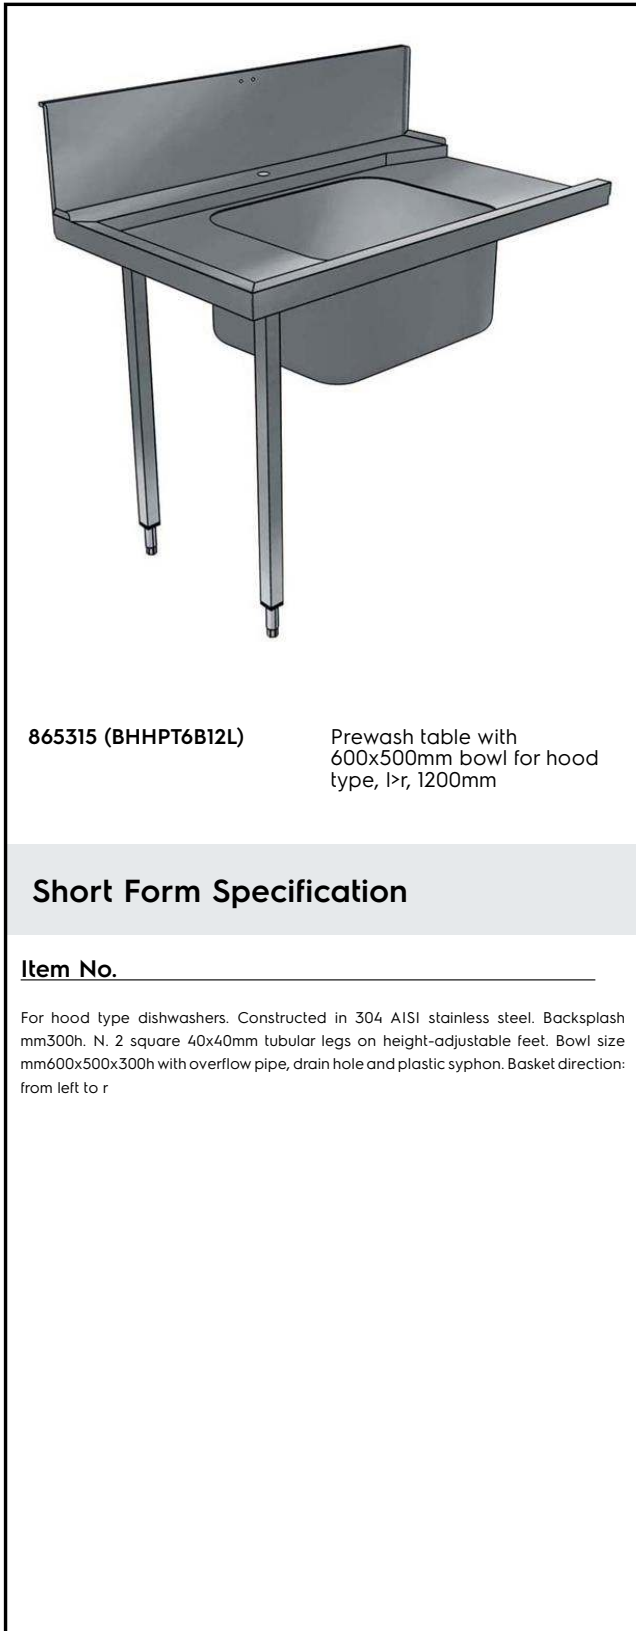 865315 (BHHPT6B12L)
Prewash table with
600x500mm bowl for hood
type, l>r, 1200mm
Short Form Specification
Item No.
For hood type dishwashers. Constructed in 304 AISI stainless steel. Backsplash
mm300h. N. 2 square 40x40mm tubular legs on height-adjustable feet. Bowl size
mm600x500x300h with overflow pipe, drain hole and plastic syphon. Basket direction:
from left to r